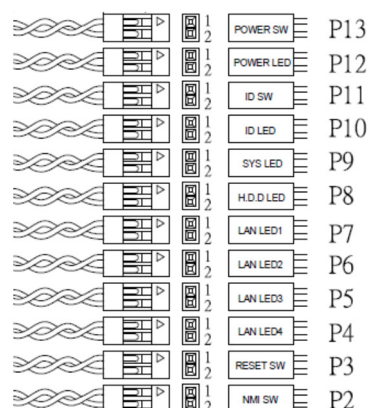 1 POWER SW P13
2
1 POWER LED P12
2
1 ID SW P11
2
1 ID LED P10
2
1 SYS LED P9
2
1 H.D.D LED P8
2
1 LAN LED1 P7
2
1 LAN LED2 P6
2
1 LAN LED3 P5
2
1 LAN LED4 P4
2
1 RESET SW P3
2
1 NMI SW P2
2